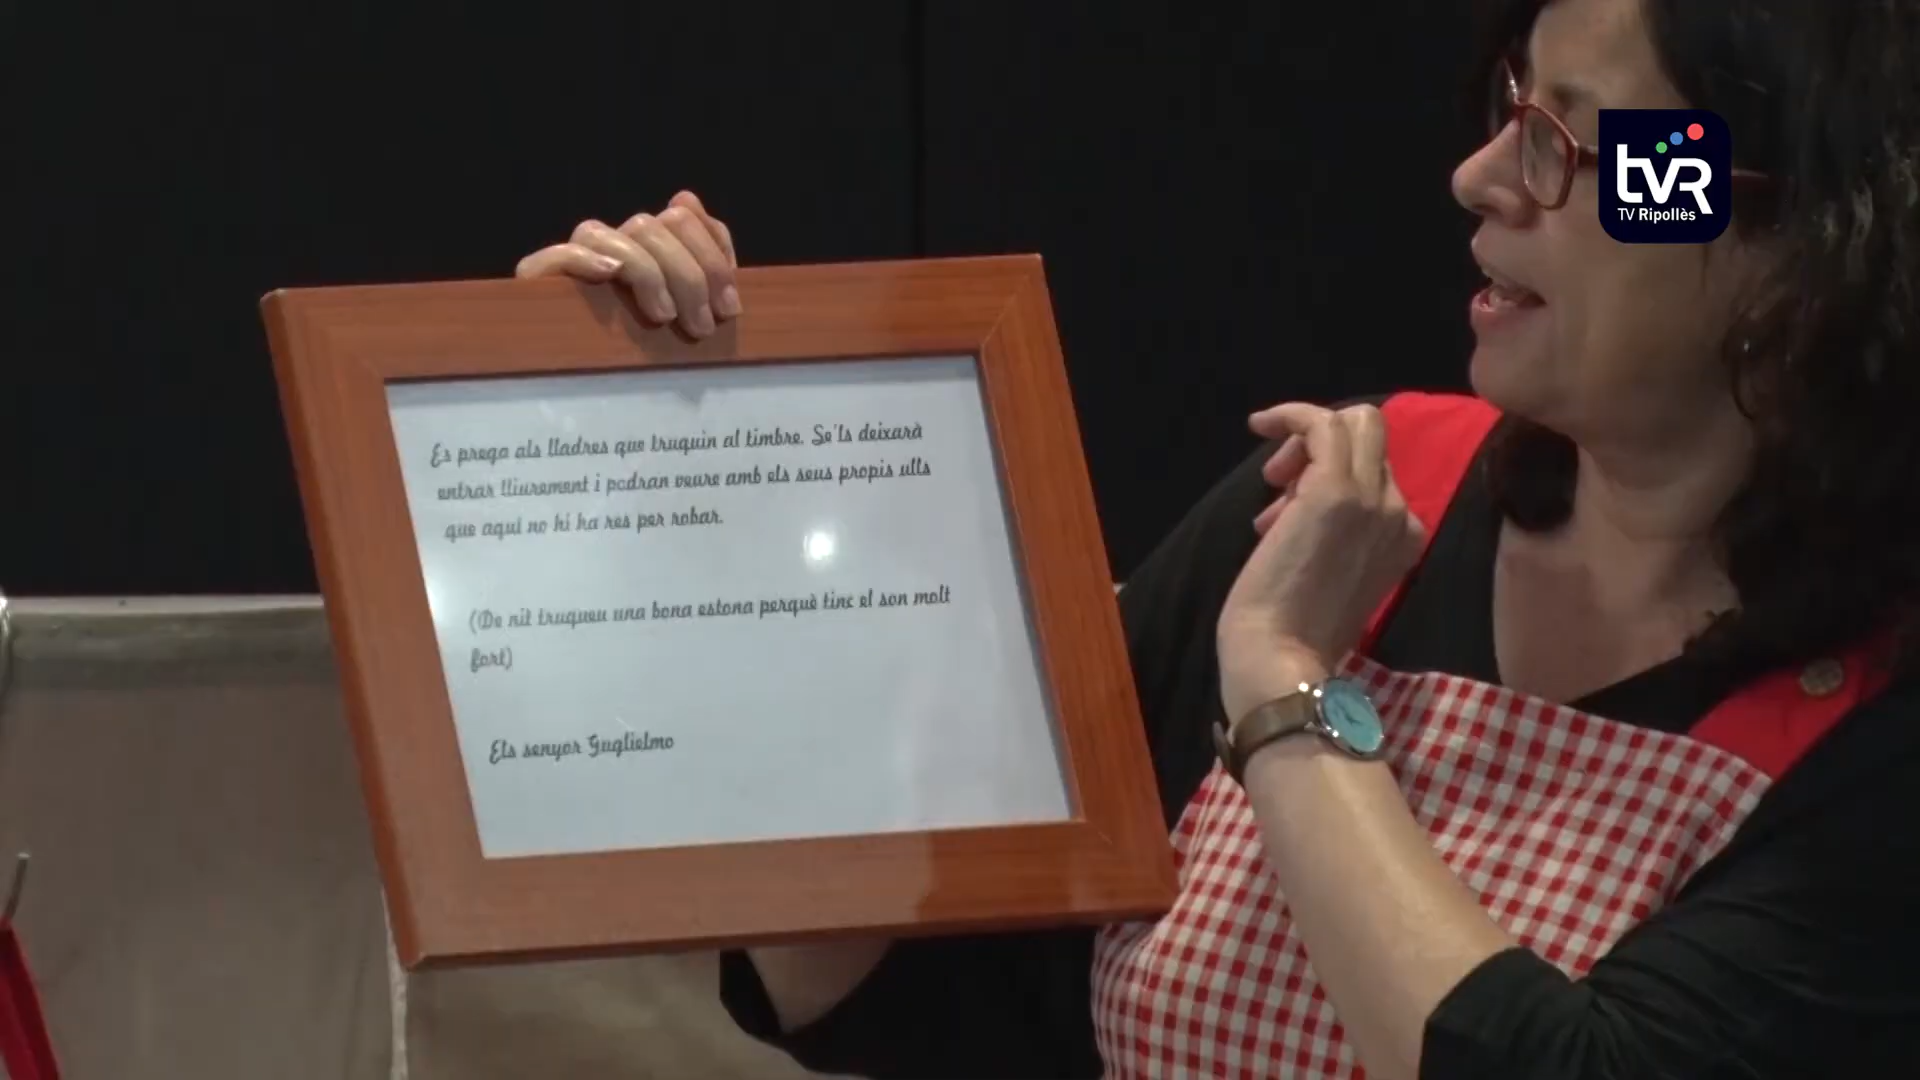 Es prega als lladres que truquin al timbre. Se'ls deixarà
entrar lliurement i podran veure amb els seus propis ulls
que aquí no hi ha res per robar.
(De nit truqueu una bona estona perquè tinc el son molt
fort)
Els senyor Guglielmo
tvR
TV Ripollès